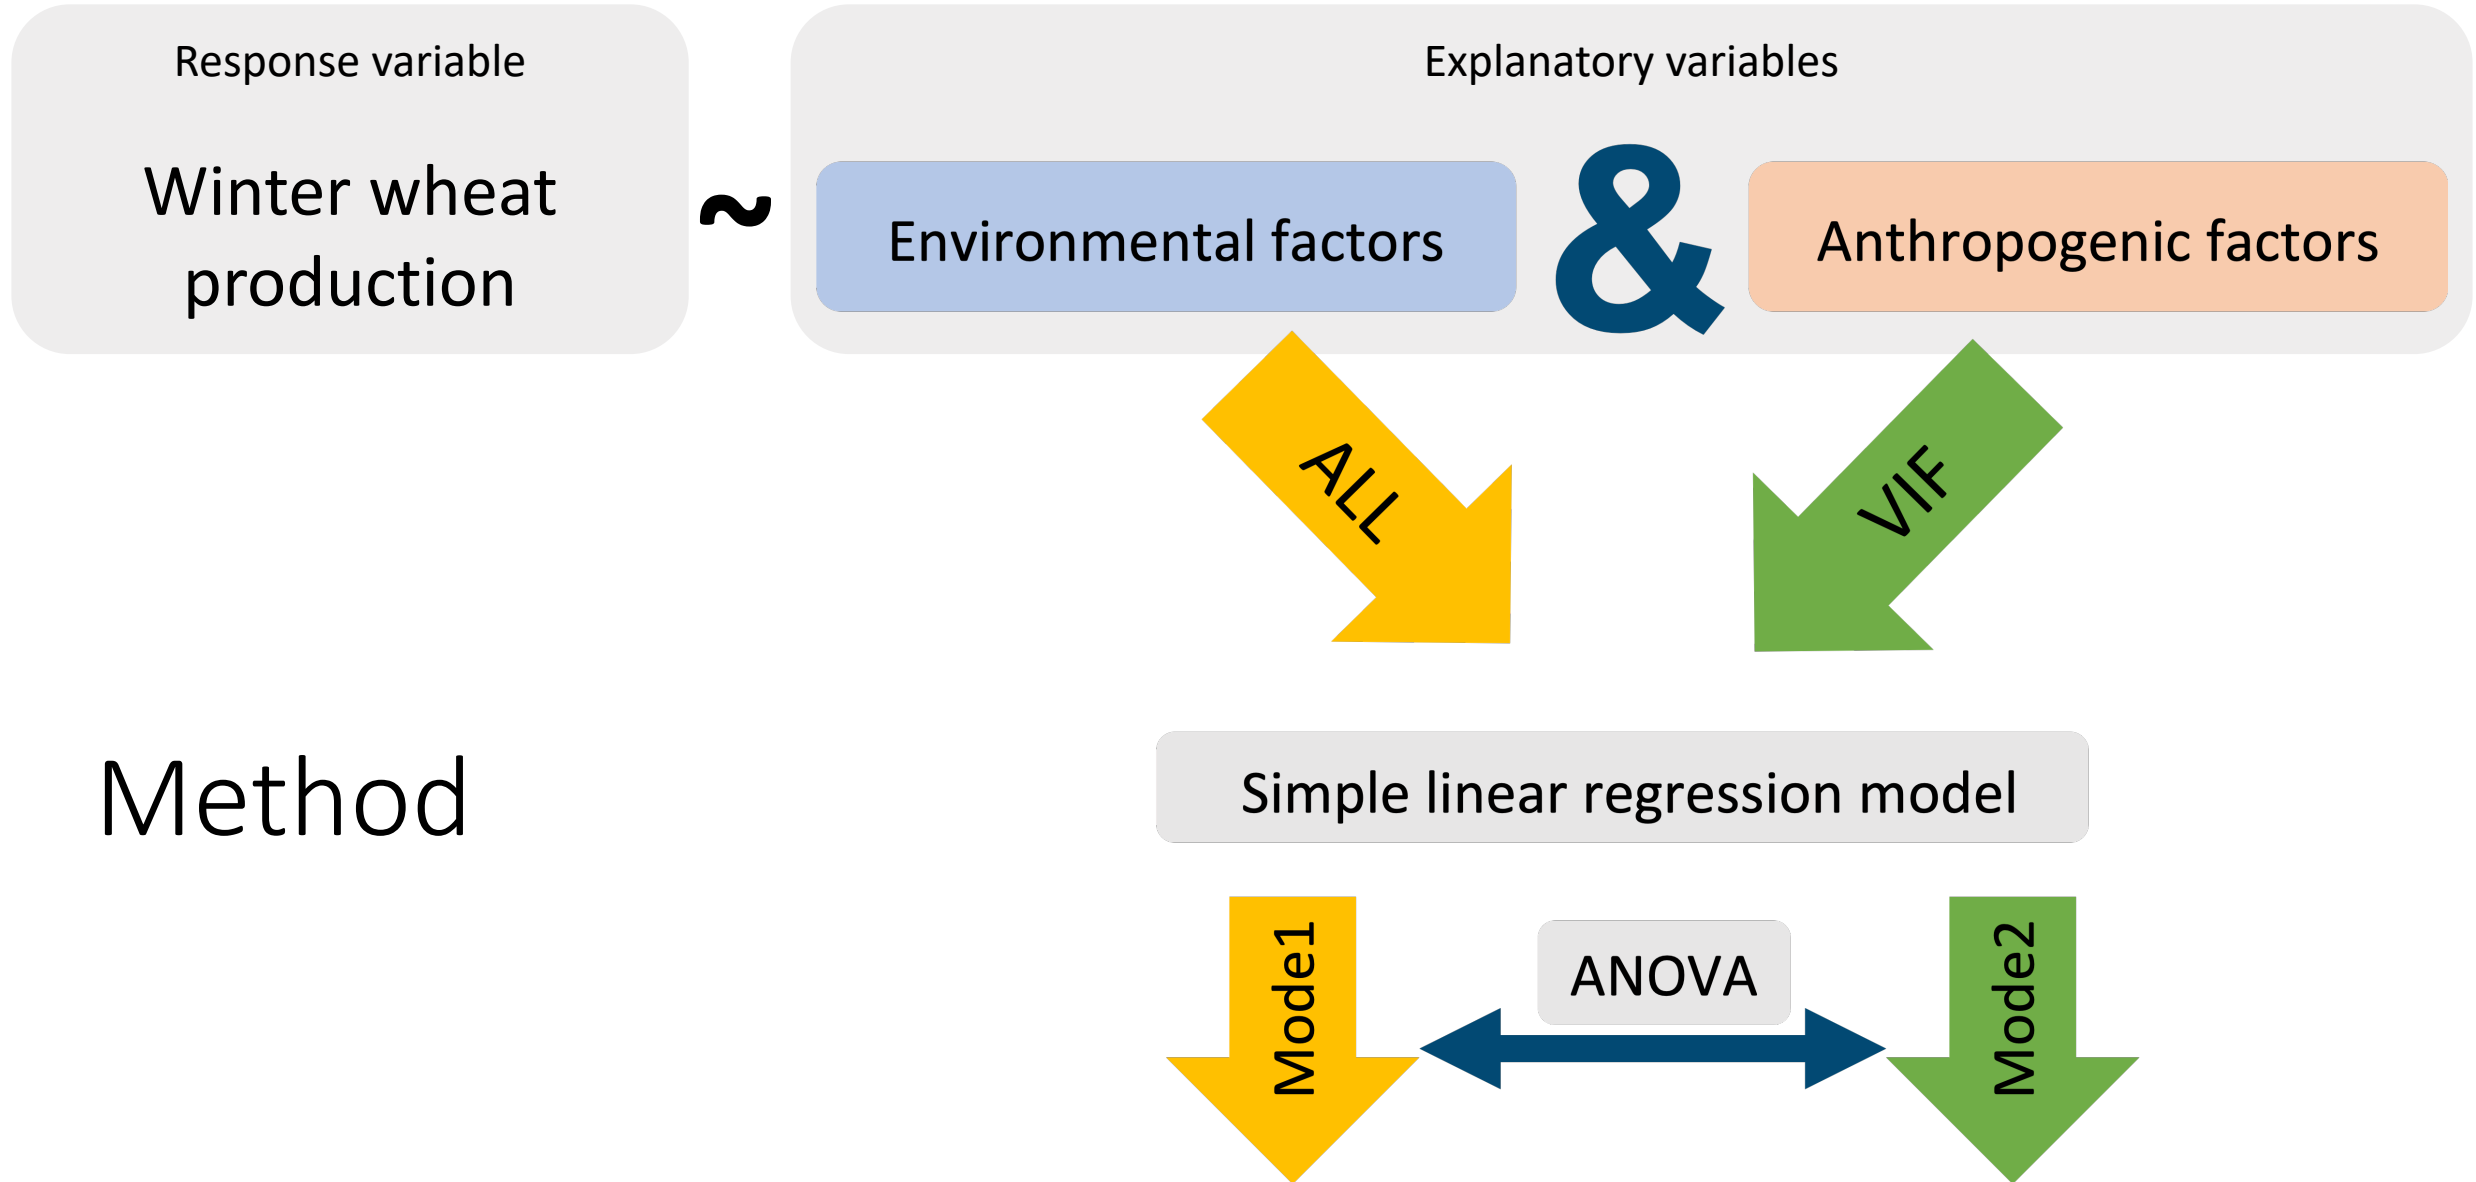 Response variable
Winter wheat
production
~
Explanatory variables
Environmental factors
&
Anthropogenic factors
ALL
VIF
Method
Simple linear regression model
Mode1
ANOVA
Mode2